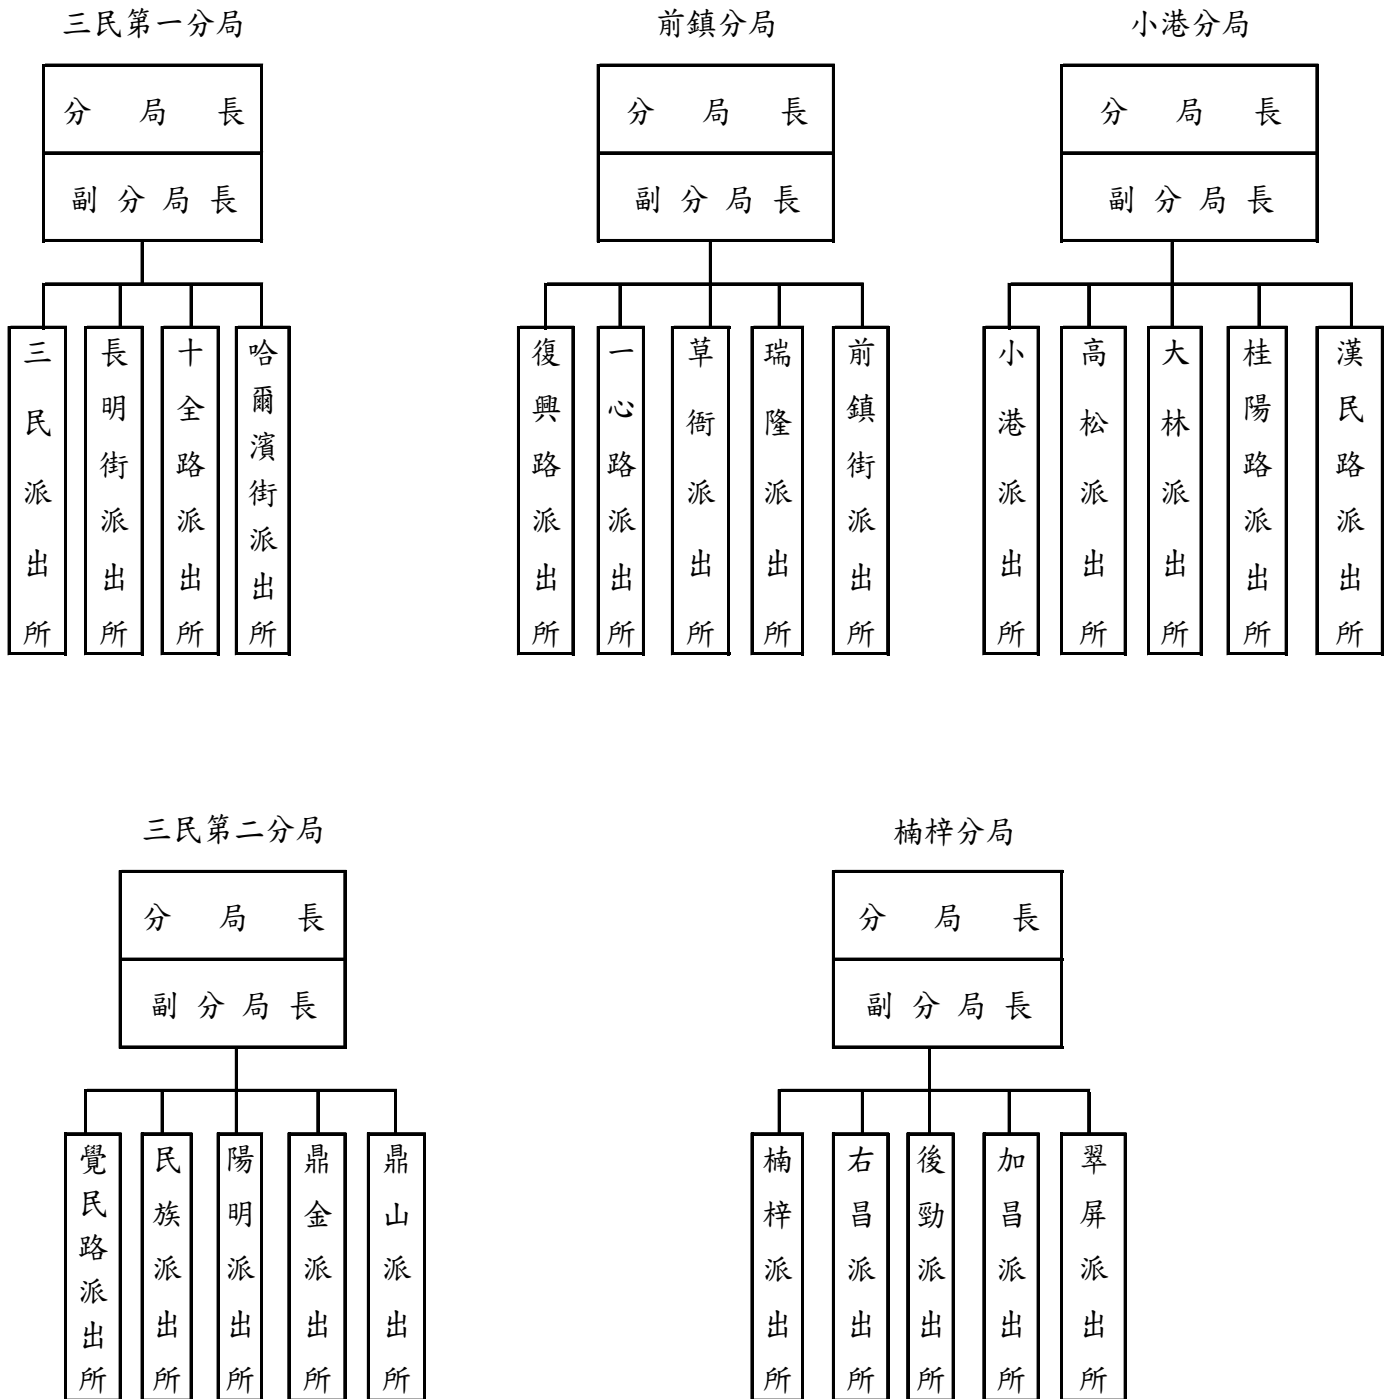 三民第一分局
分局長
副分局長
三民派出所
長明街派出所
十全路派出所
哈爾濱街派出所
前鎮分局
分局長
副分局長
復興路派出所
一心路派出所
草衙派出所
瑞隆派出所
前鎮街派出所
小港分局
分局長
副分局長
小港派出所
高松派出所
大林派出所
桂陽路派出所
漢民路派出所
三民第二分局
分局長
副分局長
覺民路派出所
民族派出所
陽明派出所
鼎金派出所
鼎山派出所
楠梓分局
分局長
副分局長
楠梓派出所
右昌派出所
後勁派出所
加昌派出所
翠屏派出所